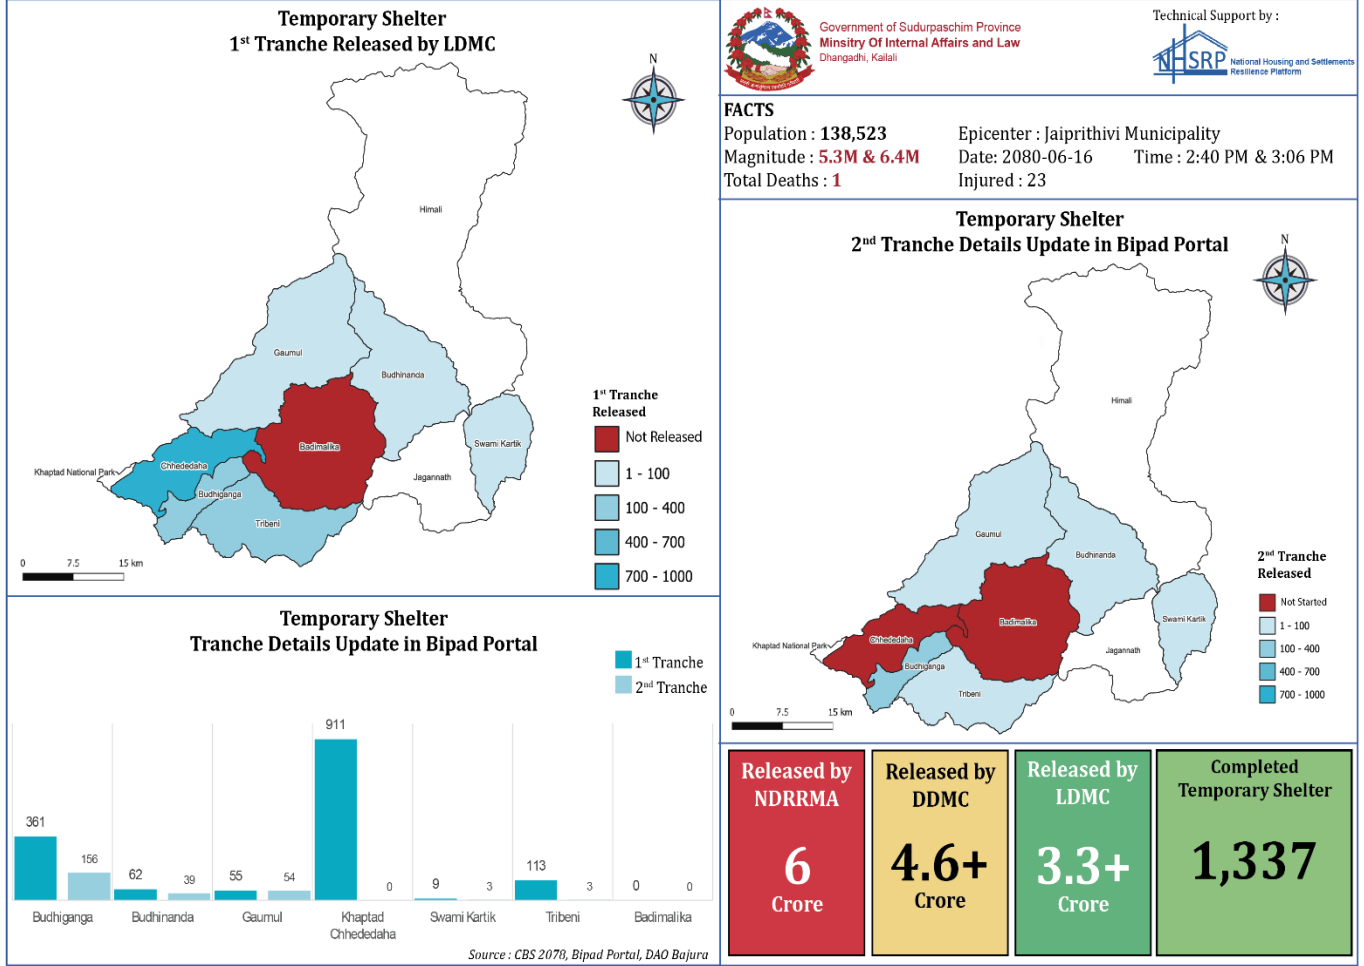 Temporary Shelter
1st Tranche Released by LDMC
N
Himali
Gaumul
Budhinanda
Badimalika
Swami Kartik
Chhededaha
Khaptad National Park
Jagannath
Budhiganga
Tribeni
0 7.5 15 km
1st Tranche
Released
Not Released
1 - 100
100 - 400
400 - 700
700 - 1000
Government of Sudurpaschim Province
Minsitry Of Internal Affairs and Law
Dhangadhi, Kailali
Technical Support by :
NHSRP
National Housing and Settlements
Resilience Platform
FACTS
Population : 138,523 Epicenter : Jaiprithivi Municipality
Magnitude : 5.3M & 6.4M Date: 2080-06-16 Time : 2:40 PM & 3:06 PM
Total Deaths : 1 Injured : 23
Temporary Shelter
2nd Tranche Details Update in Bipad Portal
N
Himali
Gaumul
Budhinanda
Badimalika
Swami Kartik
Chhededaha
Khaptad National Park
Jagannath
Budhiganga
Tribeni
0 7.5 15 km
2nd Tranche
Released
Not Started
1 - 100
100 - 400
400 - 700
700 - 1000
Temporary Shelter
Tranche Details Update in Bipad Portal
1st Tranche
2nd Tranche
361 156 62 39 55 54 911 0 9 3 113 3 0 0
Budhiganga Budhinanda Gaumul Khaptad Swami Kartik Tribeni Badimalika
Chhededaha
Source : CBS 2078, Bipad Portal, DAO Bajura
Released by
NDRRMA
6
Crore
Released by
DDMC
4.6+
Crore
Released by
LDMC
3.3+
Crore
Completed
Temporary Shelter
1,337